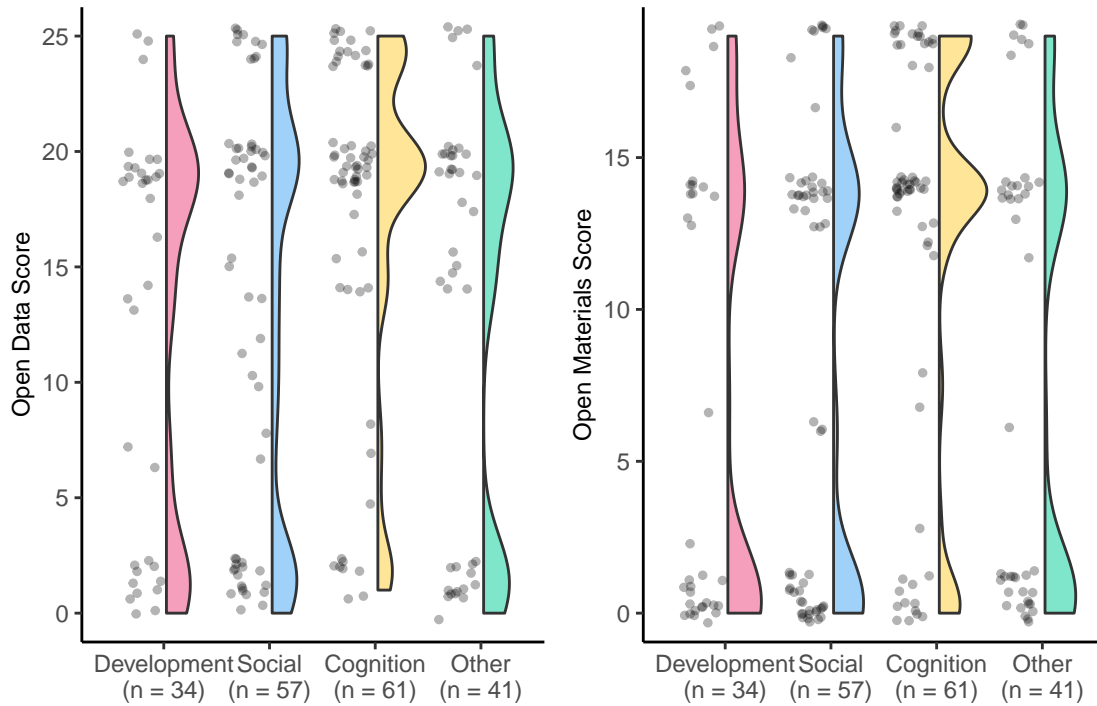 Open Data Score
25
20
15
10
5
0
Development Social Cognition Other
(n = 34) (n = 57) (n = 61) (n = 41)
Open Materials Score
15
10
5
0
Development Social Cognition Other
(n = 34) (n = 57) (n = 61) (n = 41)